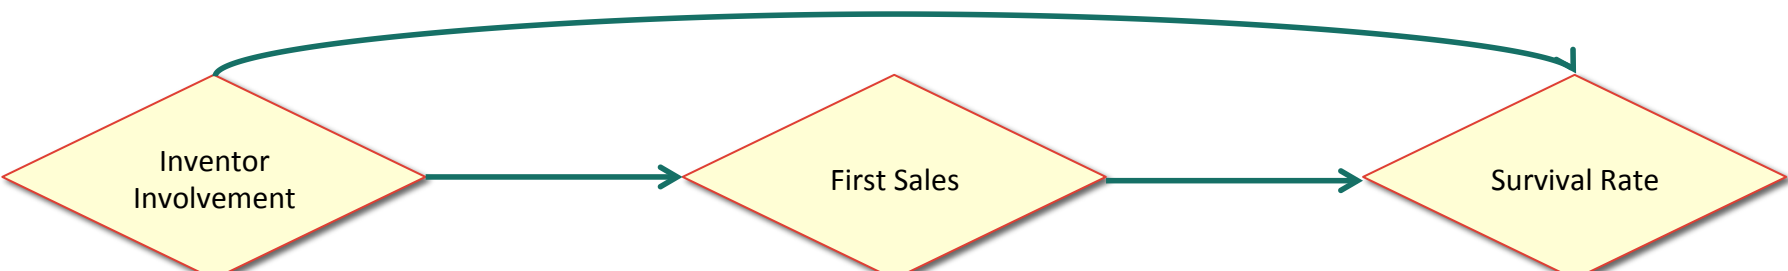 Inventor
Involvement
First Sales
Survival Rate